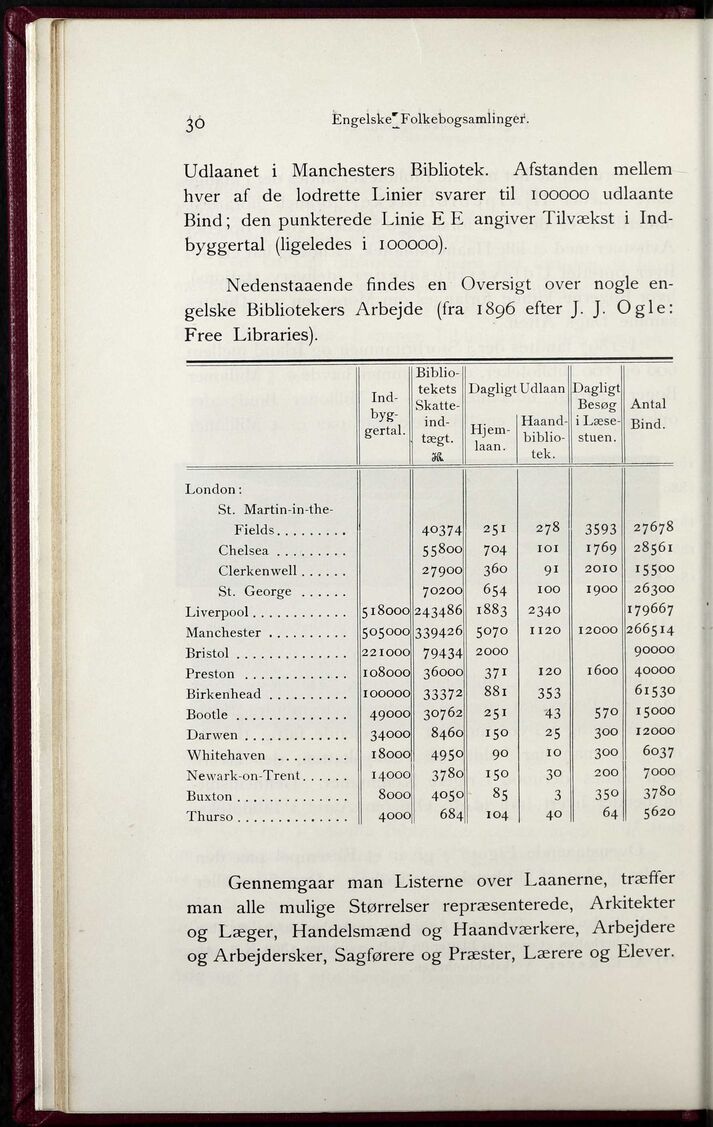 30
Engelske Folkebogsamlinger.
Udlaanet i Manchesters Bibliotek. Afstanden mellem
hver af de lodrette Linier svarer til 100000 udlaante
Bind; den punkterede Linie E E angiver Tilvækst i Ind-
byggertal (ligeledes i 100000).
Nedenstaaende findes en Oversigt over nogle en-
gelske Bibliotekers Arbejde (fra 1896 efter J. J. Ogle:
Free Libraries).
Ind-
byg-
gertal.
Biblio-
tekets
Skatte-
ind-
tægt.
Dagligt Udlaan
Hjem-
laan.
Haand-
biblio-
tek.
Dagligt
Besøg
i Læse-
stuen.
Antal
Bind.
London:
St. Martin-in-the-
Fields......... 40374 251 278 3593 27678
Chelsea ......... 55800 704 101 1769 28561
Clerkenwell ...... 27900 360 91 2010 15500
St. George ...... 70200 654 100 1900 26300
Liverpool............ 518000 243486 1883 2340 179667
Manchester .......... 505000 339426 5070 1120 12000 266514
Bristol .............. 221000 79434 2000 90000
Preston ............. 108000 36000 371 120 1600 40000
Birkenhead .......... 100000 33372 881 353 61530
Bootle .............. 49000 30762 251 43 570 15000
Darwen ............. 34000 8460 150 25 300 12000
Whitehaven ......... 18000 4950 90 10 300 6037
Newark-on-Trent...... 14000 3780 150 30 200 7000
Buxton .............. 8000 4050 85 3 350 3780
Thurso .............. 4000 684 104 40 64 5620
Gennemgaar man Listerne over Laanerne, træffer
man alle mulige Størrelser repræsenterede, Arkitekter
og Læger, Handelsmænd og Haandværkere, Arbejdere
og Arbejdersker, Sagførere og Præster, Lærere og Elever.